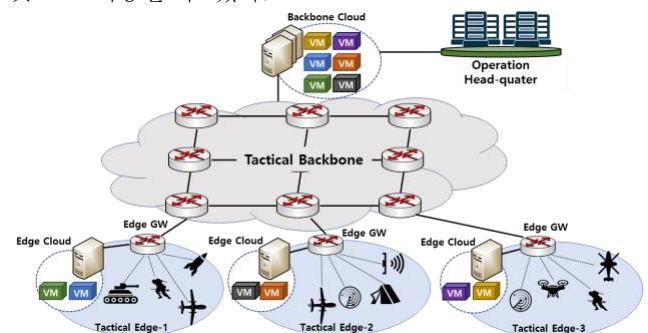 Backbone Cloud
VM VM
VM VM
VM VM
Operation
Head-quater
Tactical Backbone
Edge GW
Edge GW
Edge GW
Edge Cloud
Edge Cloud
Edge Cloud
VM VM
VM VM
VM VM
Tactical Edge-1
Tactical Edge-2
Tactical Edge-3